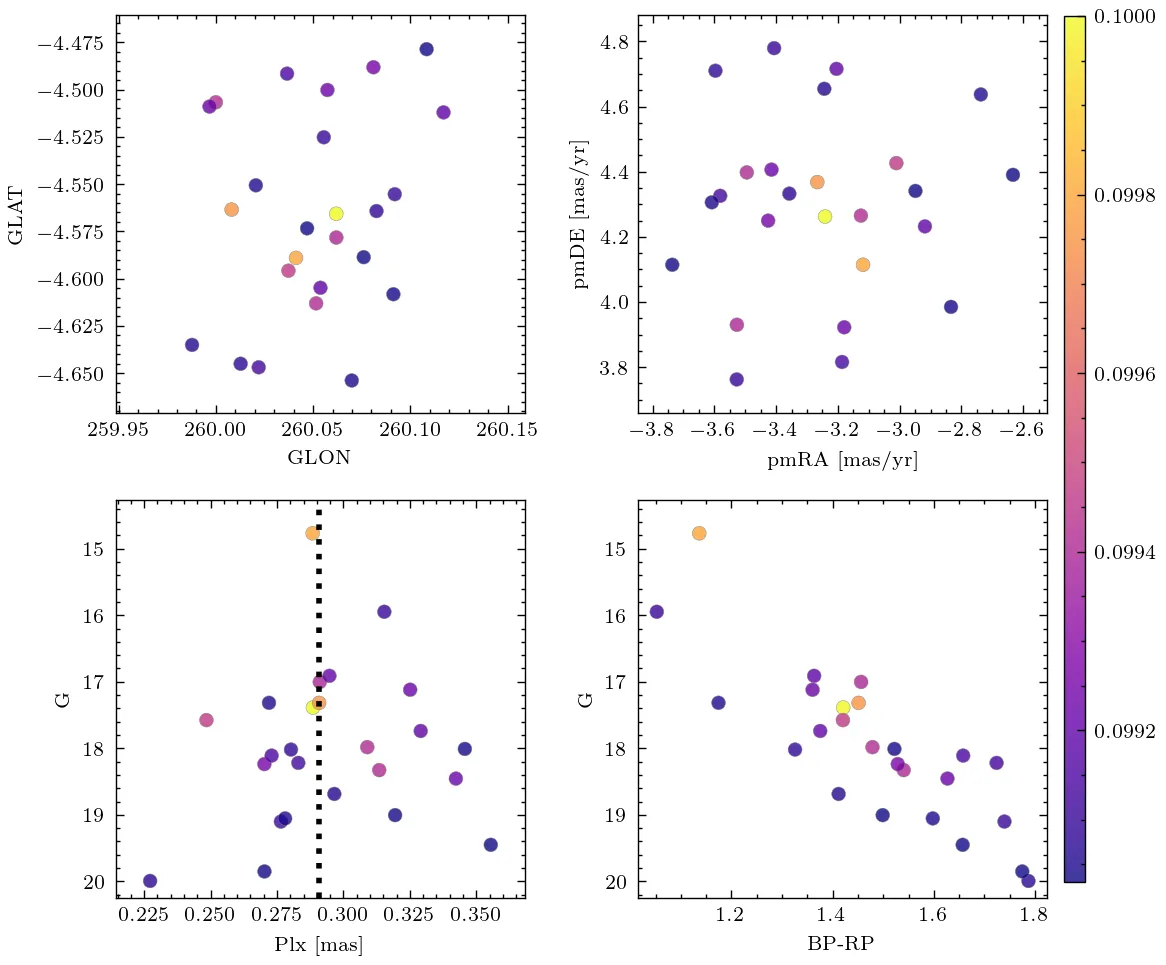 −4.475
−4.500
−4.525
−4.550
−4.575
−4.600
−4.625
−4.650
GLAT
259.95 260.00 260.05 260.10 260.15
GLON
4.8
4.6
4.4
4.2
4.0
3.8
pmDE [mas/yr]
−3.8 −3.6 −3.4 −3.2 −3.0 −2.8 −2.6
pmRA [mas/yr]
0.1000
0.0998
0.0996
0.0994
0.0992
15
16
17
18
19
20
G
0.225 0.250 0.275 0.300 0.325 0.350
Plx [mas]
15
16
17
18
19
20
G
1.2 1.4 1.6 1.8
BP-RP